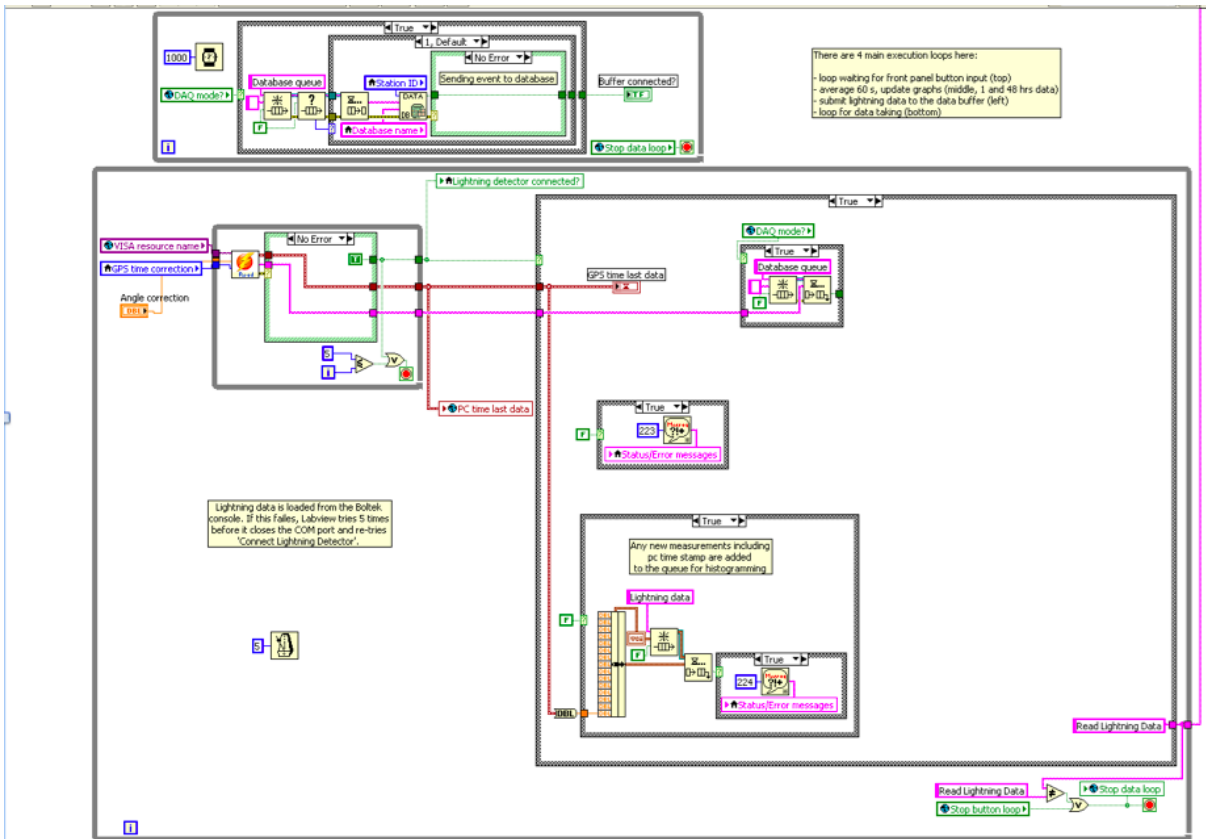 True
1, Default
No Error
1000
Database queue
Station ID
Sending event to database
Buffer connected?
TF
DAQ mode?
?
DATA
DB
F
Database name
i
Stop data loop
There are 4 main execution loops here:
- loop waiting for front panel button input (top)
- average 60 s, update graphs (middle, 1 and 48 hrs data)
- submit lightning data to the data buffer (left)
- loop for data taking (bottom)
Lightning detector connected?
True
VISA resource name
No Error
DAQ mode?
GPS time correction
Read
T
True
Database queue
GPS time last data
F
Angle correction
DBL
5
i
V
PC time last data
True
F
223
?!+
Status/Error messages
Lightning data is loaded from the Boltek
console. If this failes, Labview tries 5 times
before it closes the COM port and re-tries
'Connect Lightning Detector'.
True
Any new measurements including
pc time stamp are added
to the queue for histogramming
Lightning data
F
F
True
5
224
?!+
Status/Error messages
DBL
Read Lightning Data
Read Lightning Data
Stop data loop
Stop button loop
V
i